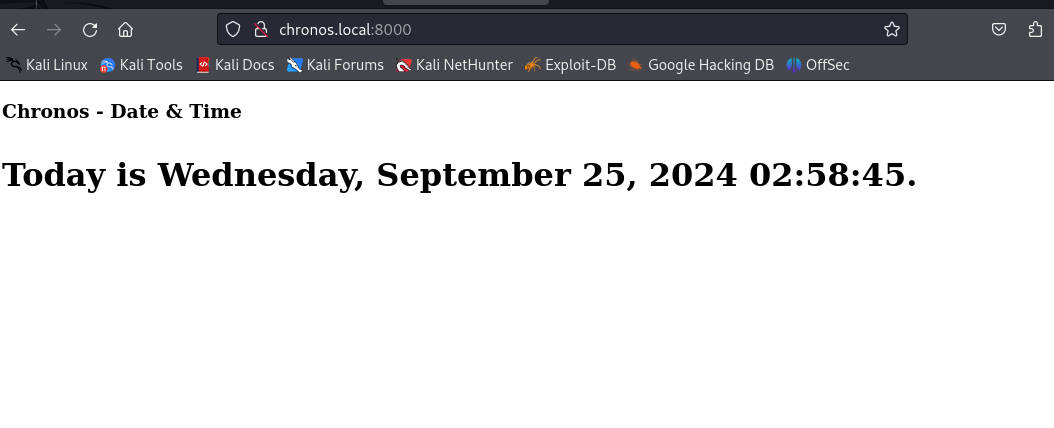 chronos.local:8000
Kali Linux Kali Tools Kali Docs Kali Forums Kali NetHunter Exploit-DB Google Hacking DB OffSec
Chronos - Date & Time
Today is Wednesday, September 25, 2024 02:58:45.